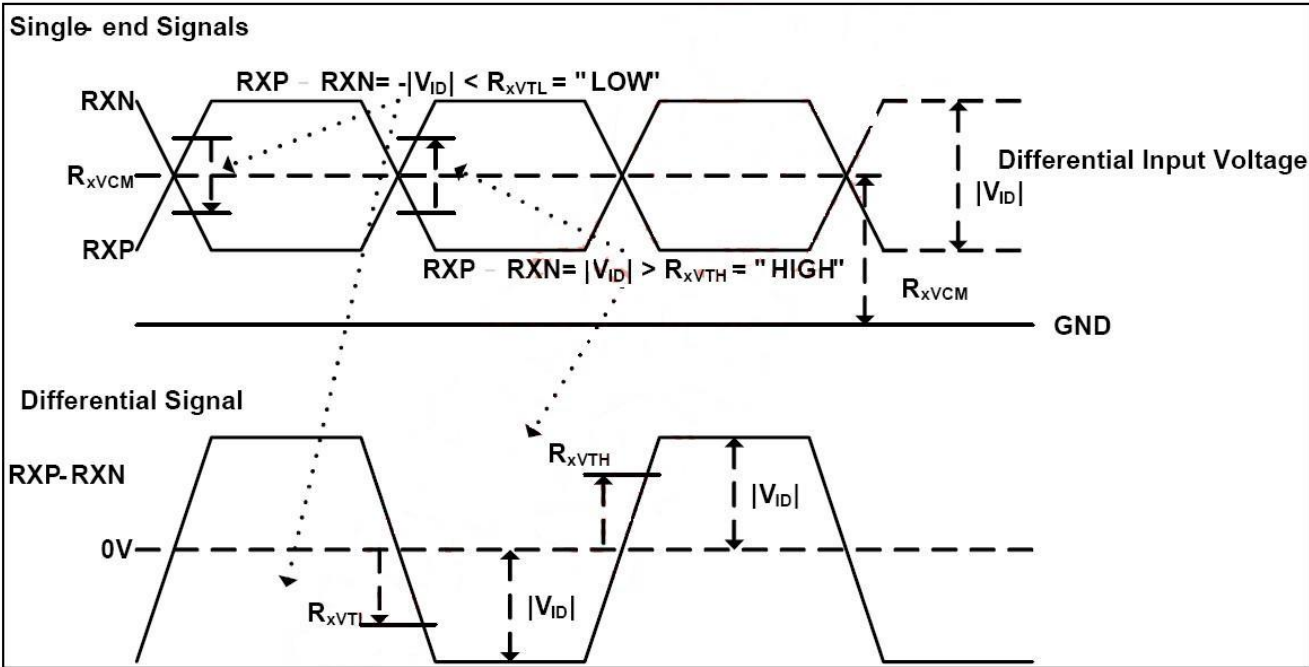 Single- end Signals
RXP – RXN= -|VID| < RxVTL = "LOW"
RXN
RxVCM
Differential Input Voltage
|VID|
RXP
RXP – RXN= |VID| > RxVTH = "HIGH"
RxVCM
GND
Differential Signal
RXP-RXN
RxVTH
|VID|
0V
RxVTL
|VID|